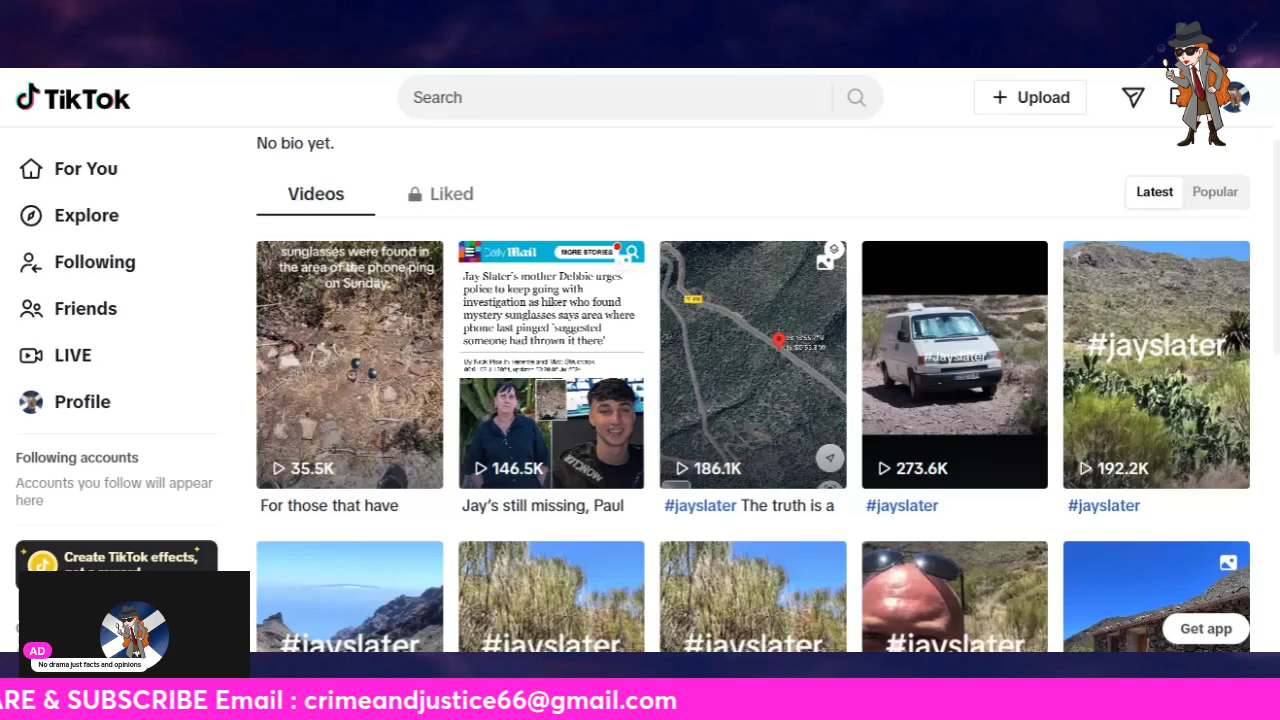 TikTok
Search
Upload
No bio yet.
For You
Explore
Following
Friends
LIVE
Profile
Following accounts
Accounts you follow will appear
here
Create TikTok effects,
Videos
Liked
Latest
Popular
sunglasses were found in
the area of the phone ping
on Sunday.
35.5K
For those that have
Daily Mail
MORE STORIES
Jay Slater's mother Debbie urges
police to keep going with
investigation as hiker who found
mystery sunglasses says area where
phone last pinged 'suggested
someone had thrown it there'
146.5K
Jay's still missing, Paul
186.1K
#jayslater The truth is a
#Jayslater
273.6K
#jayslater
#jayslater
192.2K
#jayslater
#jayslater
#jayslater
#jayslater
#jayslater
Get app
AD
No drama just facts and opinions
ARE & SUBSCRIBE Email : crimeandjustice66@gmail.com